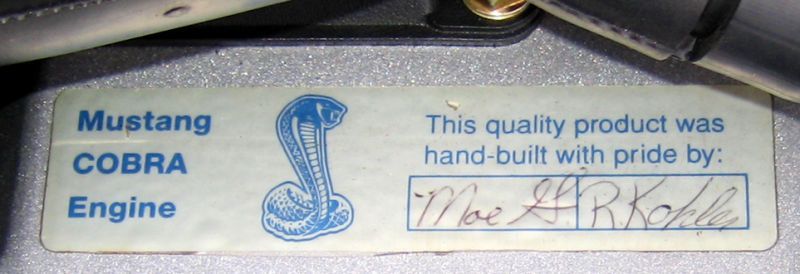 Mustang
COBRA
Engine
This quality product was
hand-built with pride by:
Moe G. R Kohler